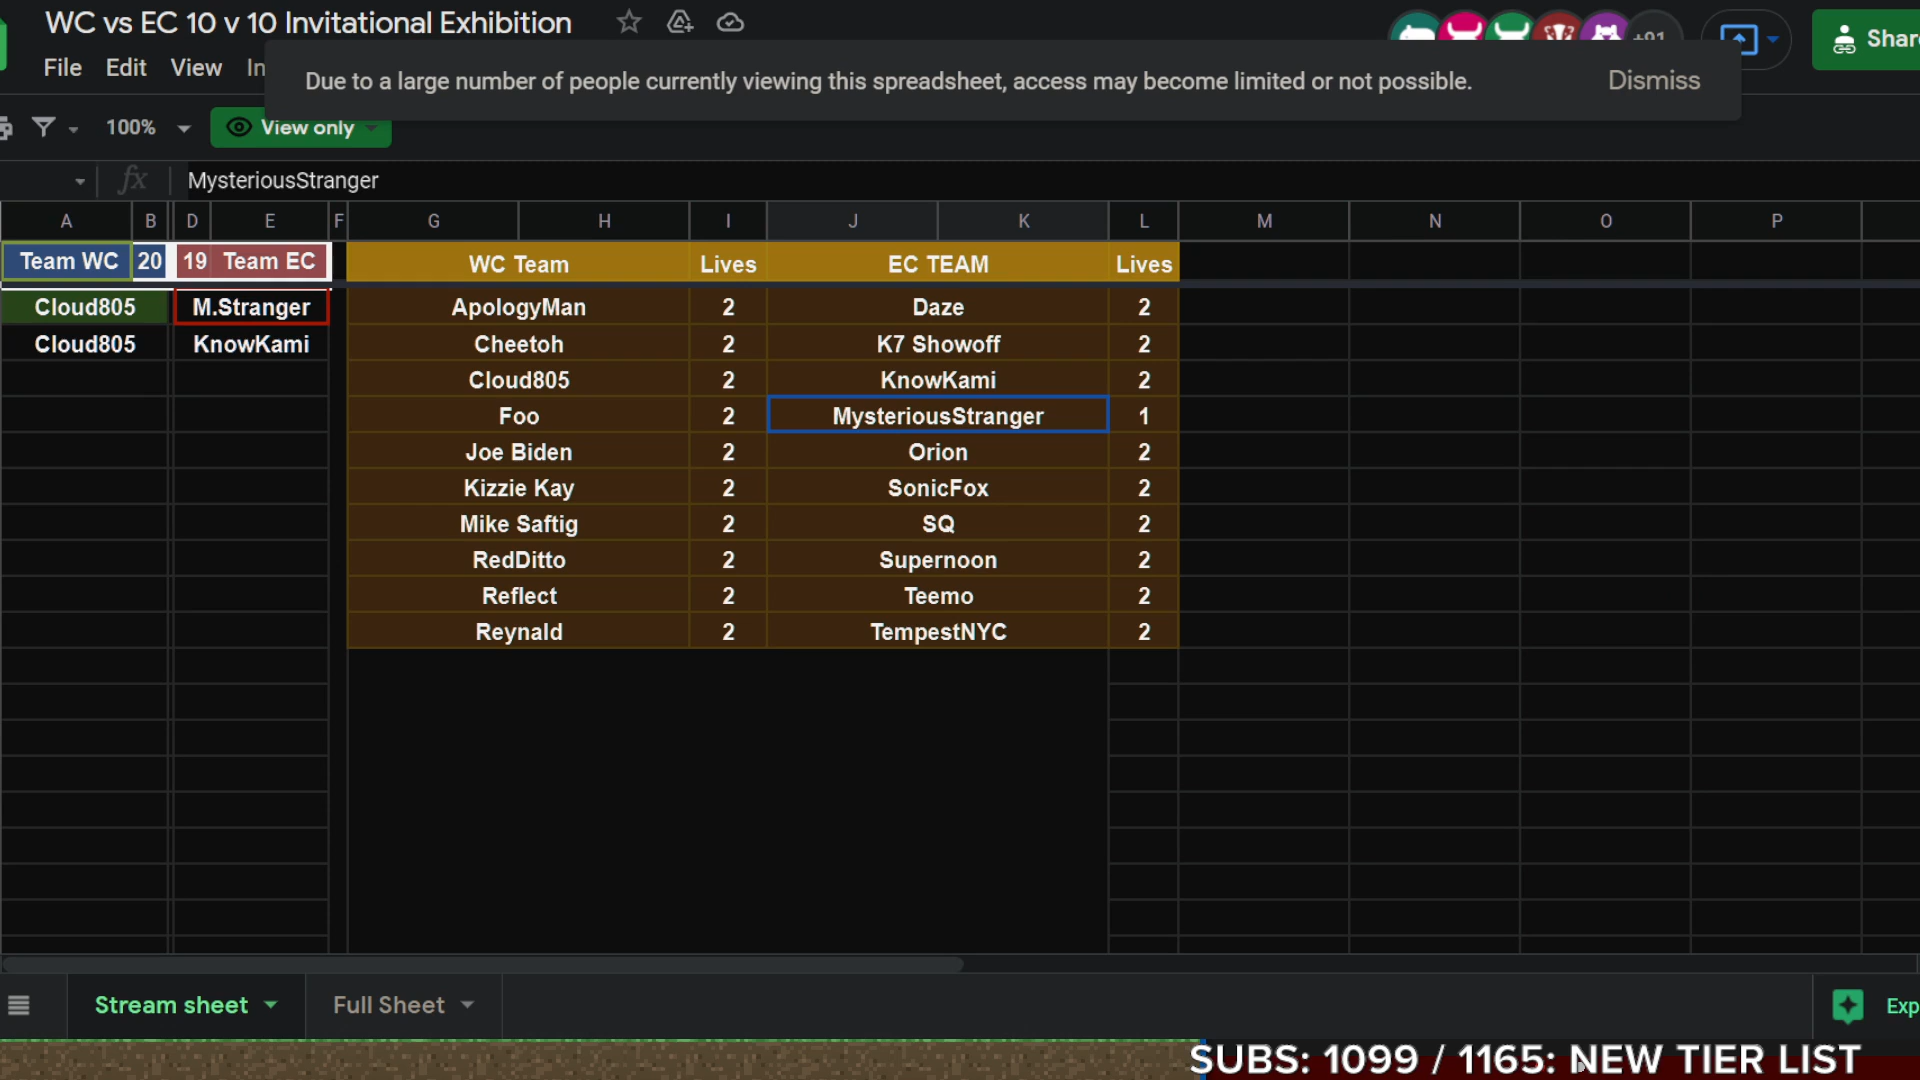 WC vs EC 10 v 10 Invitational Exhibition
+91
Share
File Edit View In
Due to a large number of people currently viewing this spreadsheet, access may become limited or not possible. Dismiss
100% View only
fx MysteriousStranger
A B D E F G H I J K L M N O P
Team WC 20 19 Team EC WC Team Lives EC TEAM Lives
Cloud805 M.Stranger ApologyMan 2 Daze 2
Cloud805 KnowKami Cheetoh 2 K7 Showoff 2
Cloud805 2 KnowKami 2
Foo 2 MysteriousStranger 1
Joe Biden 2 Orion 2
Kizzie Kay 2 SonicFox 2
Mike Saftig 2 SQ 2
RedDitto 2 Supernoon 2
Reflect 2 Teemo 2
Reynald 2 TempestNYC 2
Stream sheet Full Sheet Exp
SUBS: 1099 / 1165: NEW TIER LIST